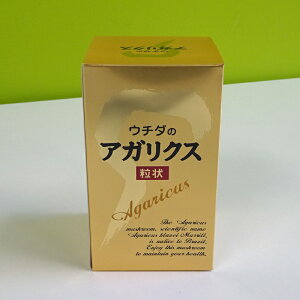 ウチダの
アガリクス
粒状
Agaricus
The Agaricus
mushroom, scientific name
Agaricus blazei Murrill,
is native to Brazil.
Enjoy this mushroom
to maintain your health.